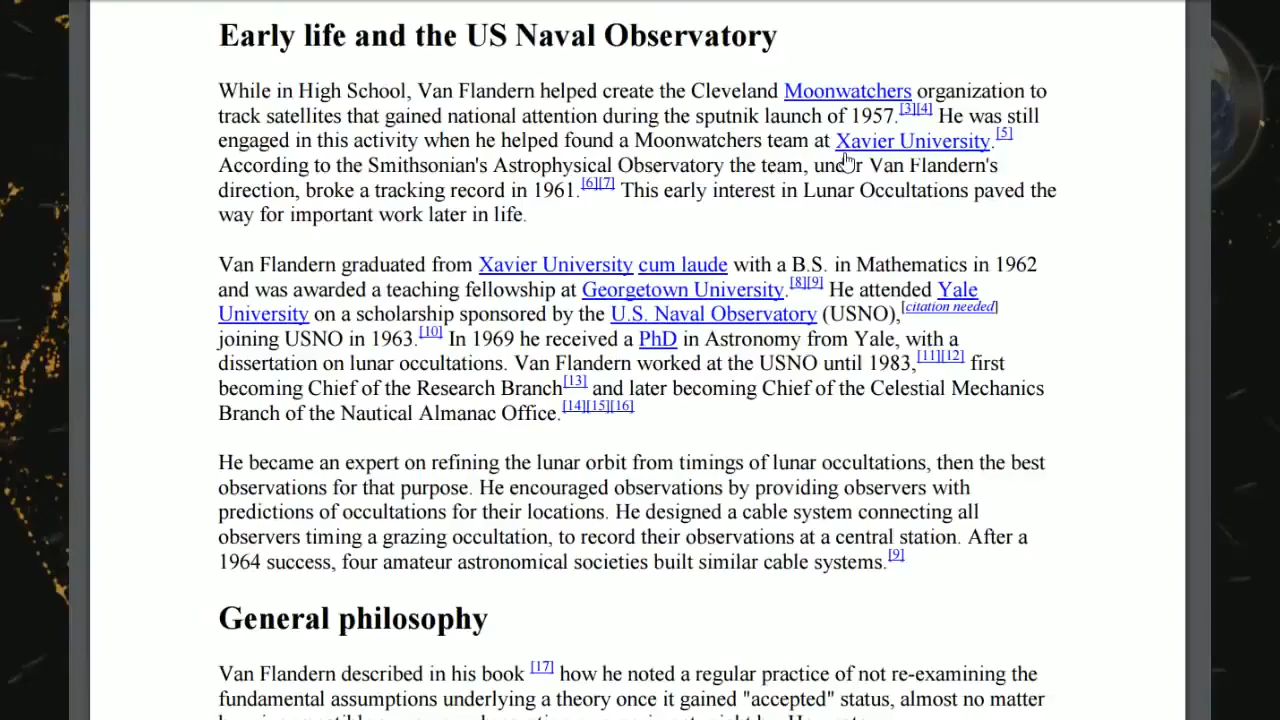 Early life and the US Naval Observatory
While in High School, Van Flandern helped create the Cleveland Moonwatchers organization to
track satellites that gained national attention during the sputnik launch of 1957.[3][4] He was still
engaged in this activity when he helped found a Moonwatchers team at Xavier University.[5]
According to the Smithsonian's Astrophysical Observatory the team, under Van Flandern's
direction, broke a tracking record in 1961.[6][7] This early interest in Lunar Occultations paved the
way for important work later in life.
Van Flandern graduated from Xavier University cum laude with a B.S. in Mathematics in 1962
and was awarded a teaching fellowship at Georgetown University.[8][9] He attended Yale
University on a scholarship sponsored by the U.S. Naval Observatory (USNO),[citation needed]
joining USNO in 1963.[10] In 1969 he received a PhD in Astronomy from Yale, with a
dissertation on lunar occultations. Van Flandern worked at the USNO until 1983,[11][12] first
becoming Chief of the Research Branch[13] and later becoming Chief of the Celestial Mechanics
Branch of the Nautical Almanac Office.[14][15][16]
He became an expert on refining the lunar orbit from timings of lunar occultations, then the best
observations for that purpose. He encouraged observations by providing observers with
predictions of occultations for their locations. He designed a cable system connecting all
observers timing a grazing occultation, to record their observations at a central station. After a
1964 success, four amateur astronomical societies built similar cable systems.[9]
General philosophy
Van Flandern described in his book [17] how he noted a regular practice of not re-examining the
fundamental assumptions underlying a theory once it gained "accepted" status, almost no matter